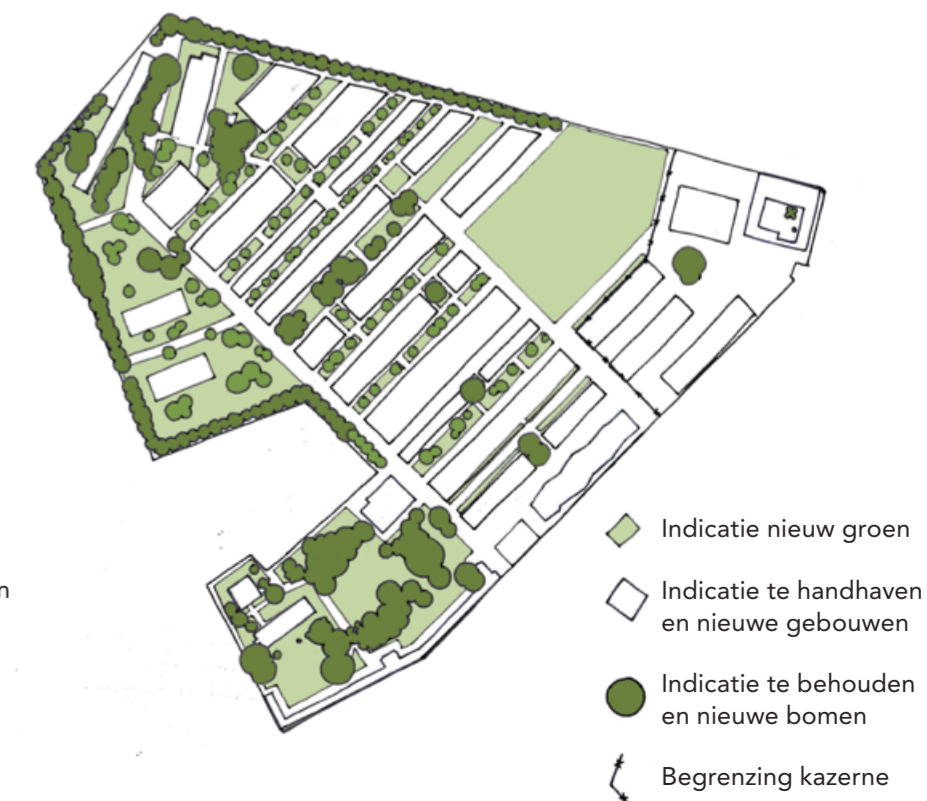 Indicatie nieuw groen
n
Indicatie te handhaven
en nieuwe gebouwen
Indicatie te behouden
en nieuwe bomen
Begrenzing kazerne